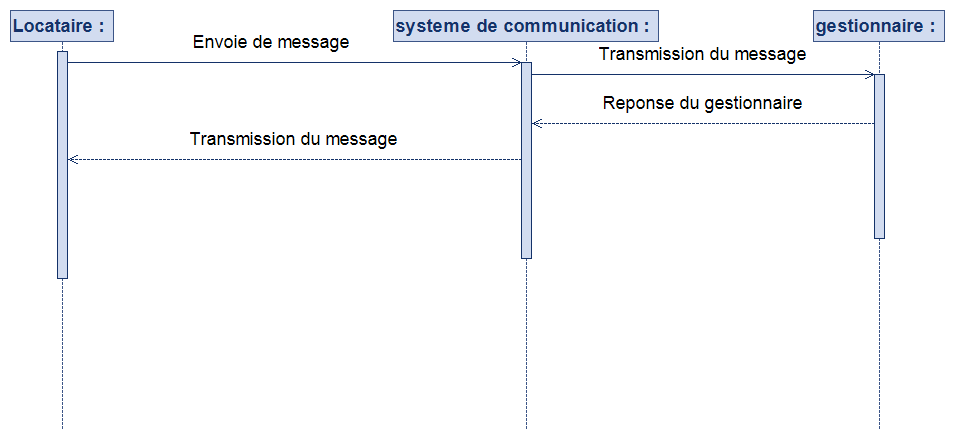 Locataire :
systeme de communication :
gestionnaire :
Envoie de message
Transmission du message
Reponse du gestionnaire
Transmission du message